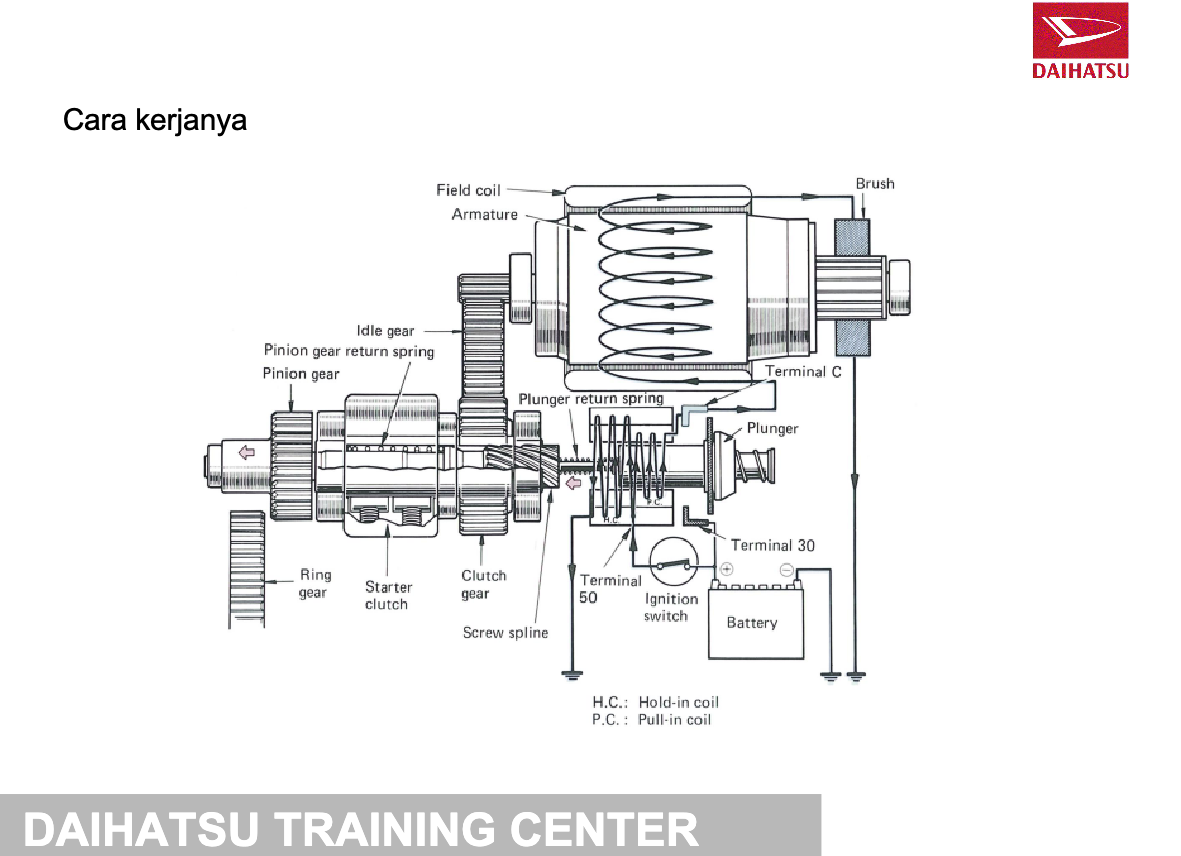 DAIHATSU
Cara kerjanya
Field coil
Brush
Armature
Idle gear
Pinion gear return spring
Pinion gear
Terminal C
Plunger return spring
Plunger
P.C.
H.C.
Terminal 30
Ring
gear
Starter
clutch
Clutch
gear
Terminal
50
Ignition
switch
+
−
Battery
Screw spline
H.C.: Hold-in coil
P.C. : Pull-in coil
DAIHATSU TRAINING CENTER